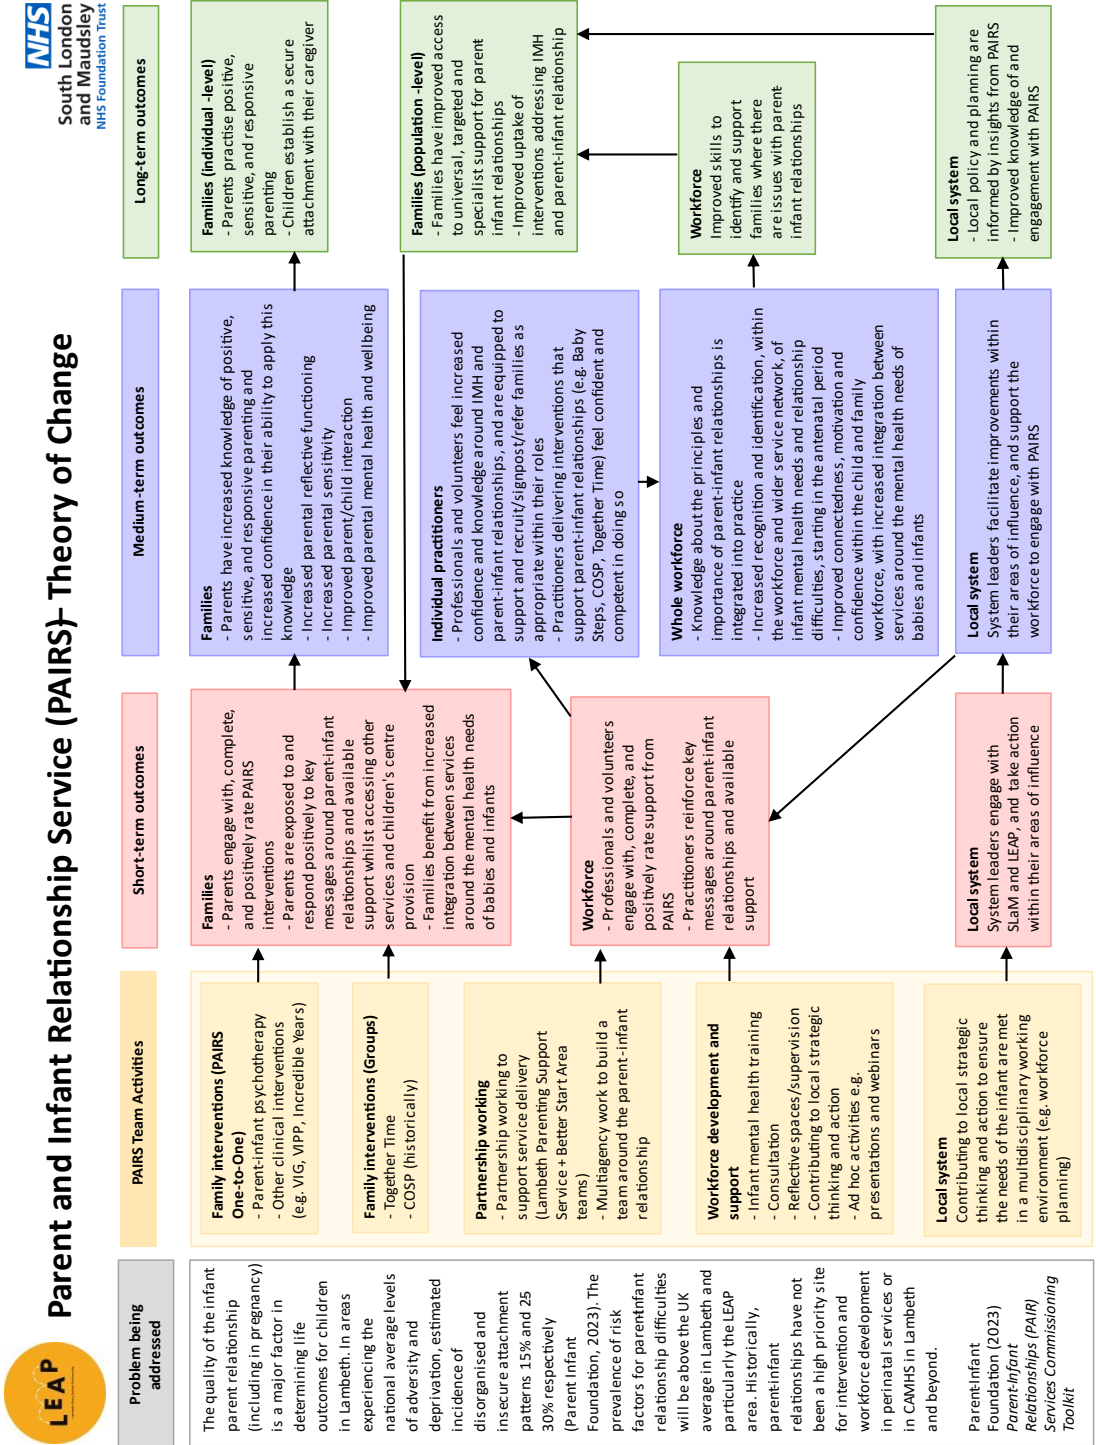 LEAP
Parent and Infant Relationship Service (PAIRS)– Theory of Change
NHS
South London
and Maudsley
NHS Foundation Trust
Problem being
addressed
The quality of the infant
parent relationship
(including in pregnancy)
is a major factor in
determining life
outcomes for children
in Lambeth. In areas
experiencing the
national average levels
of adversity and
deprivation, estimated
incidence of
disorganised and
insecure attachment
patterns 15% and 25
30% respectively
(Parent Infant
Foundation, 2023). The
prevalence of risk
factors for parent-infant
relationship difficulties
will be above the UK
average in Lambeth and
particularly the LEAP
area. Historically,
parent-infant
relationships have not
been a high priority site
for intervention and
workforce development
in perinatal services or
in CAMHS in Lambeth
and beyond.
Parent-Infant
Foundation (2023)
Parent-Infant
Relationships (PAIR)
Services Commissioning
Toolkit
PAIRS Team Activities
Family interventions (PAIRS
One-to-One)
- Parent-infant psychotherapy
- Other clinical interventions
(e.g. VIG, VIPP, Incredible Years)
Family interventions (Groups)
- Together Time
- COSP (historically)
Partnership working
- Partnership working to
support service delivery
(Lambeth Parenting Support
Service + Better Start Area
teams)
- Multiagency work to build a
team around the parent-infant
relationship
Workforce development and
support
- Infant mental health training
- Consultation
- Reflective spaces/supervision
- Contributing to local strategic
thinking and action
- Ad hoc activities e.g.
presentations and webinars
Local system
Contributing to local strategic
thinking and action to ensure
the needs of the infant are met
in a multidisciplinary working
environment (e.g. workforce
planning)
Short-term outcomes
Families
- Parents engage with, complete,
and positively rate PAIRS
interventions
- Parents are exposed to and
respond positively to key
messages around parent-infant
relationships and available
support whilst accessing other
services and children's centre
provision
- Families benefit from increased
integration between services
around the mental health needs
of babies and infants
Workforce
- Professionals and volunteers
engage with, complete, and
positively rate support from
PAIRS
- Practitioners reinforce key
messages around parent-infant
relationships and available
support
Local system
System leaders engage with
SLaM and LEAP, and take action
within their areas of influence
Medium-term outcomes
Families
- Parents have increased knowledge of positive,
sensitive, and responsive parenting and
increased confidence in their ability to apply this
knowledge
- Increased parental reflective functioning
- Increased parental sensitivity
- Improved parent/child interaction
- Improved parental mental health and wellbeing
Individual practitioners
- Professionals and volunteers feel increased
confidence and knowledge around IMH and
parent-infant relationships, and are equipped to
support and recruit/signpost/refer families as
appropriate within their roles
- Practitioners delivering interventions that
support parent-infant relationships (e.g. Baby
Steps, COSP, Together Time) feel confident and
competent in doing so
Whole workforce
- Knowledge about the principles and
importance of parent-infant relationships is
integrated into practice
- Increased recognition and identification, within
the workforce and wider service network, of
infant mental health needs and relationship
difficulties, starting in the antenatal period
- Improved connectedness, motivation and
confidence within the child and family
workforce, with increased integration between
services around the mental health needs of
babies and infants
Local system
System leaders facilitate improvements within
their areas of influence, and support the
workforce to engage with PAIRS
Long-term outcomes
Families (individual -level)
- Parents practise positive,
sensitive, and responsive
parenting
- Children establish a secure
attachment with their caregiver
Families (population -level)
- Families have improved access
to universal, targeted and
specialist support for parent
infant relationships
- Improved uptake of
interventions addressing IMH
and parent-infant relationship
Workforce
Improved skills to
identify and support
families where there
are issues with parent-
infant relationships
Local system
- Local policy and planning are
informed by insights from PAIRS
- Improved knowledge of and
engagement with PAIRS